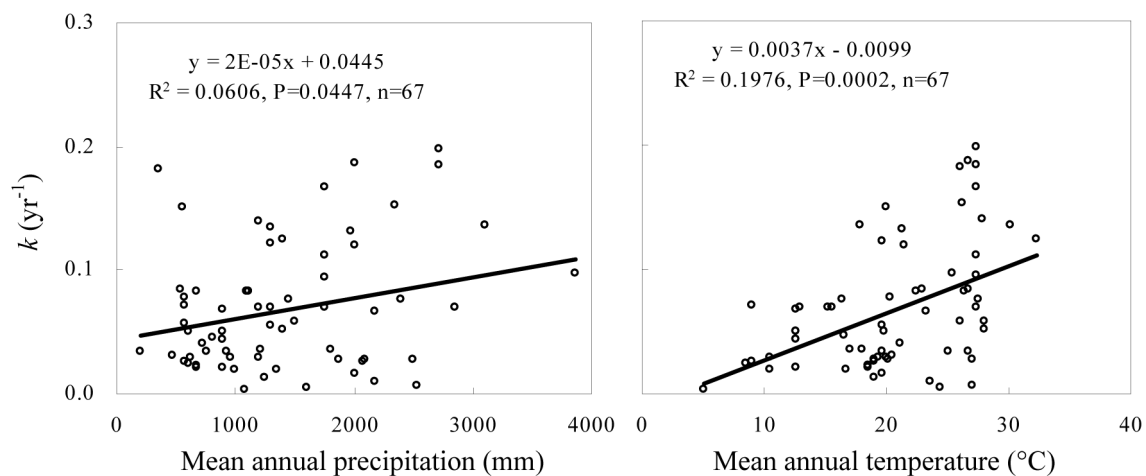 0.3
0.2
0.1
0.0
k (yr⁻¹)
y = 2E-05x + 0.0445
R² = 0.0606, P=0.0447, n=67
0 1000 2000 3000 4000
Mean annual precipitation (mm)
y = 0.0037x - 0.0099
R² = 0.1976, P=0.0002, n=67
0 10 20 30 40
Mean annual temperature (°C)